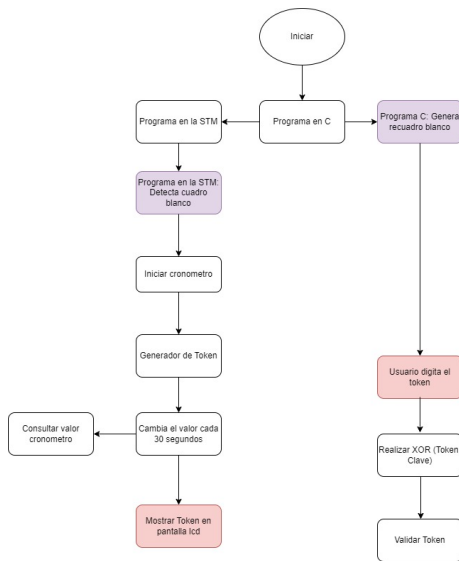 Iniciar
Programa en la STM
Programa en C
Programa C: Genera
recuadro blanco
Programa en la STM:
Detecta cuadro
blanco
Iniciar cronometro
Generador de Token
Usuario digita el
token
Consultar valor
cronometro
Cambia el valor cada
30 segundos
Realizar XOR (Token
Clave)
Mostrar Token en
pantalla lcd
Validar Token